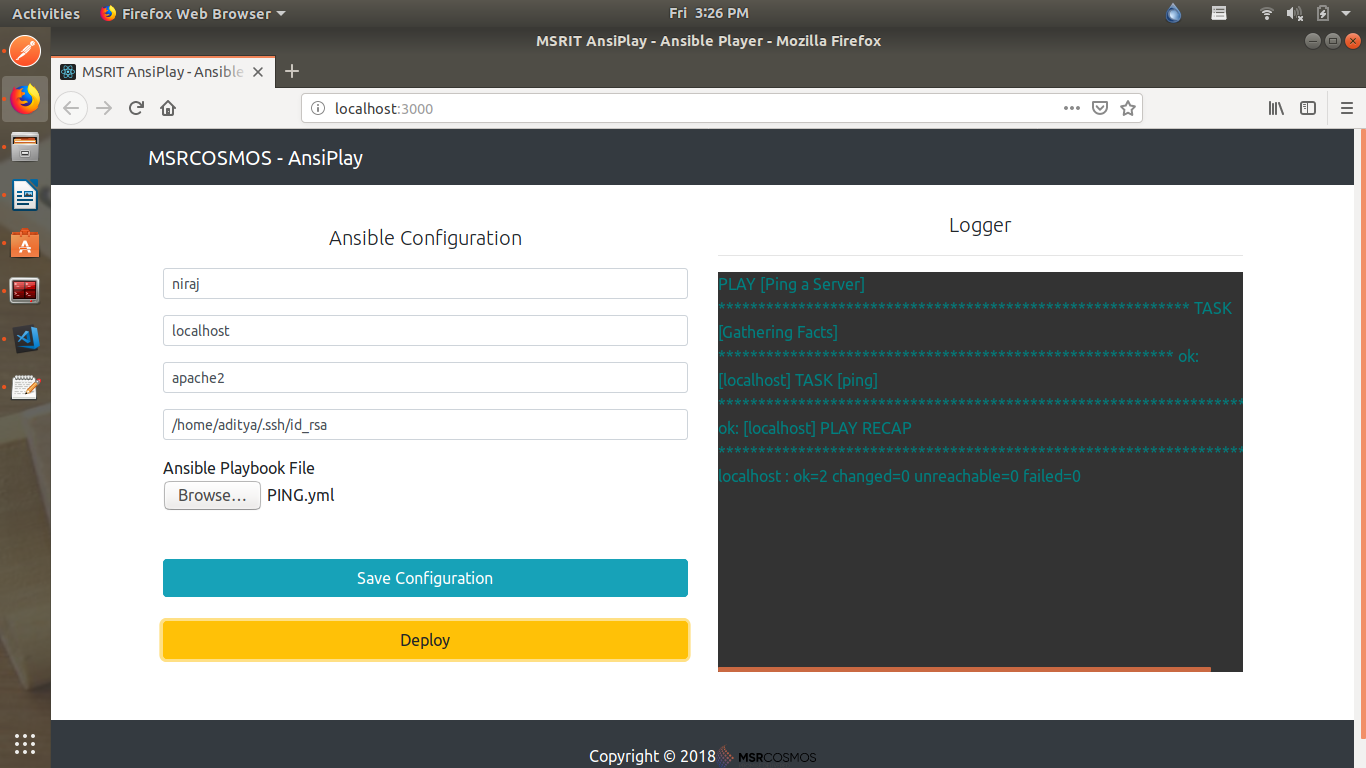 Activities
Firefox Web Browser
Fri 3:26 PM
MSRIT AnsiPlay - Ansible Player - Mozilla Firefox
MSRIT AnsiPlay - Ansible
localhost:3000
MSRCOSMOS - AnsiPlay
Ansible Configuration
niraj
localhost
apache2
/home/aditya/.ssh/id_rsa
Ansible Playbook File
Browse... PING.yml
Save Configuration
Deploy
Logger
PLAY [Ping a Server]
*********************************************************** TASK
[Gathering Facts]
********************************************************* ok:
[localhost] TASK [ping]
******************************************************************
ok: [localhost] PLAY RECAP
******************************************************************
localhost : ok=2 changed=0 unreachable=0 failed=0
Copyright © 2018 MSRCOSMOS